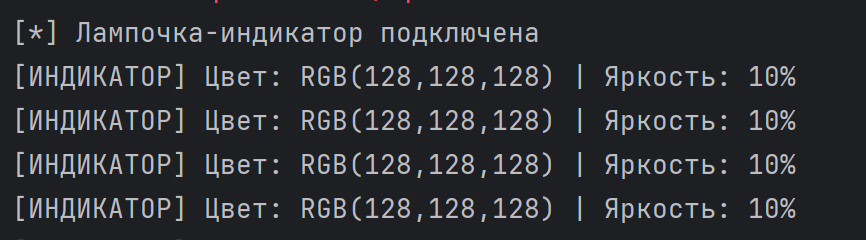 [*] Лампочка-индикатор подключена
[ИНДИКАТОР] Цвет: RGB(128,128,128) | Яркость: 10%
[ИНДИКАТОР] Цвет: RGB(128,128,128) | Яркость: 10%
[ИНДИКАТОР] Цвет: RGB(128,128,128) | Яркость: 10%
[ИНДИКАТОР] Цвет: RGB(128,128,128) | Яркость: 10%